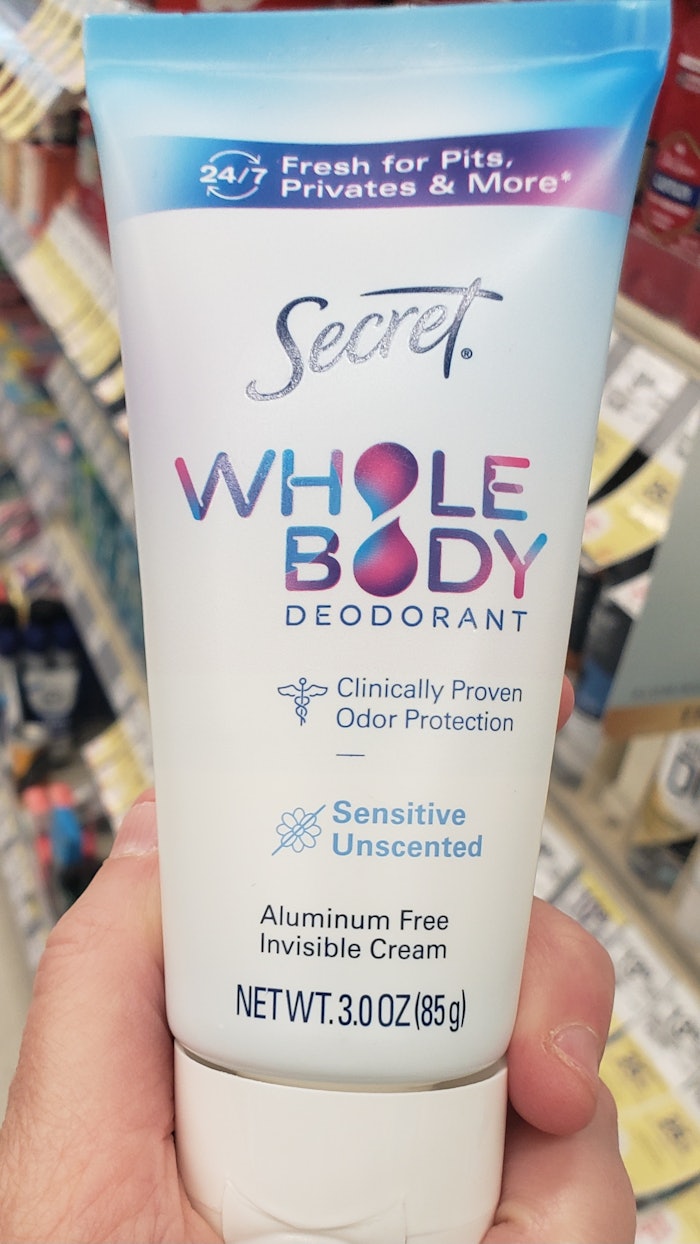 24/7
Fresh for Pits,
Privates & More*
Secret®
WHOLE
BODY
DEODORANT
Clinically Proven
Odor Protection
Sensitive
Unscented
Aluminum Free
Invisible Cream
NET WT. 3.0 OZ (85 g)